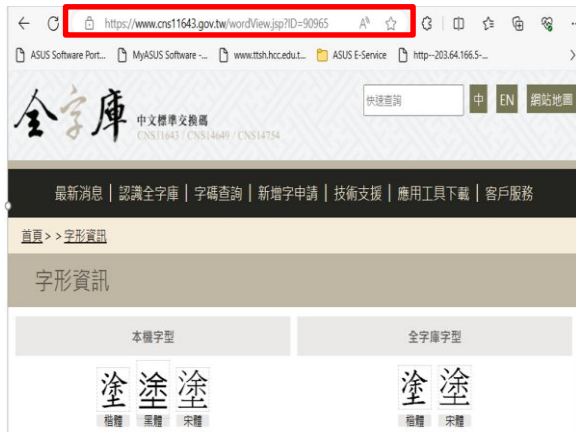 https://www.cns11643.gov.tw/wordView.jsp?ID=90965
ASUS Software Port... MyASUS Software -... www.ttsh.hcc.edu.t... ASUS E-Service http--203.64.166.5-...
全字庫 中文標準交換碼
CNS11643 / CNS14649 / CNS14754
快速查詢 中 EN 網站地圖
最新消息 | 認識全字庫 | 字碼查詢 | 新增字申請 | 技術支援 | 應用工具下載 | 客戶服務
首頁 > > 字形資訊
字形資訊
本機字型 全字庫字型
塗 塗 塗 塗 塗
楷體 黑體 宋體 楷體 宋體